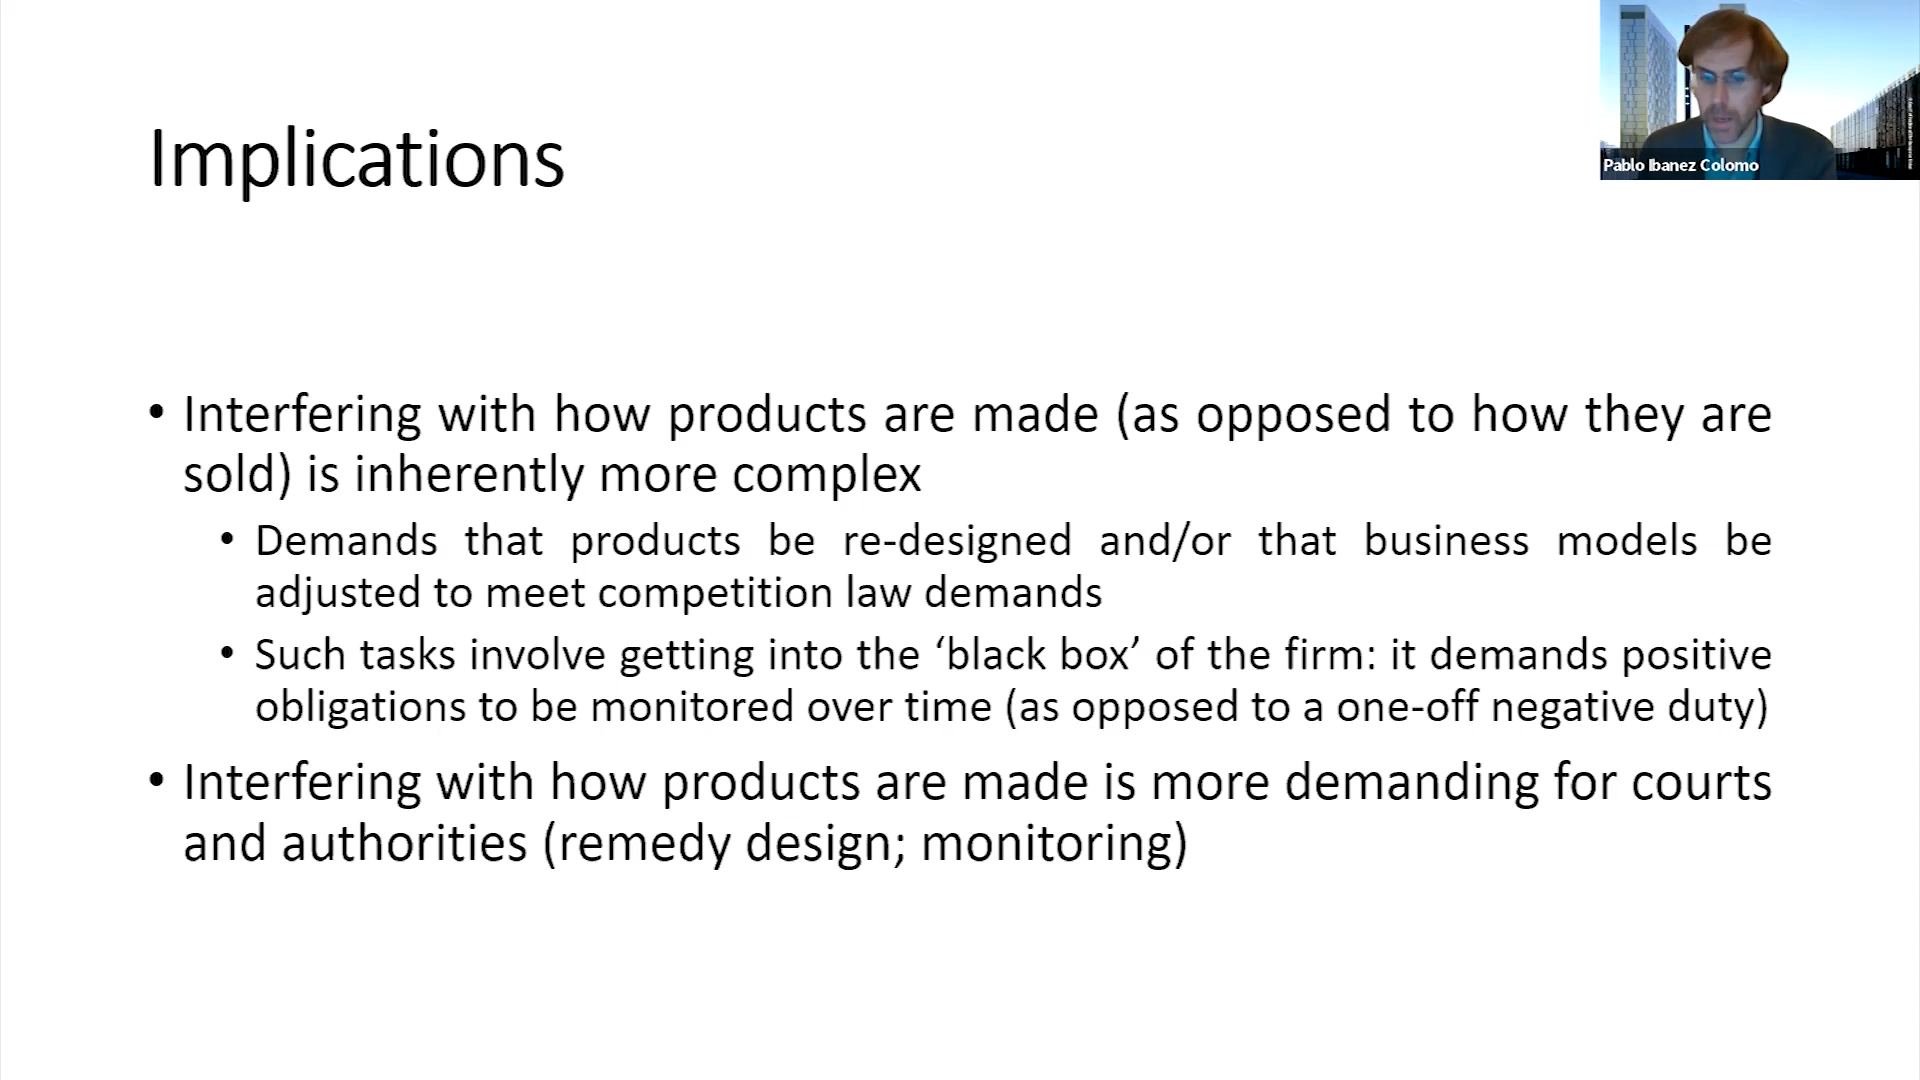 Pablo Ibanez Colomo
Implications
• Interfering with how products are made (as opposed to how they are
sold) is inherently more complex
• Demands that products be re-designed and/or that business models be
adjusted to meet competition law demands
• Such tasks involve getting into the ‘black box’ of the firm: it demands positive
obligations to be monitored over time (as opposed to a one-off negative duty)
• Interfering with how products are made is more demanding for courts
and authorities (remedy design; monitoring)